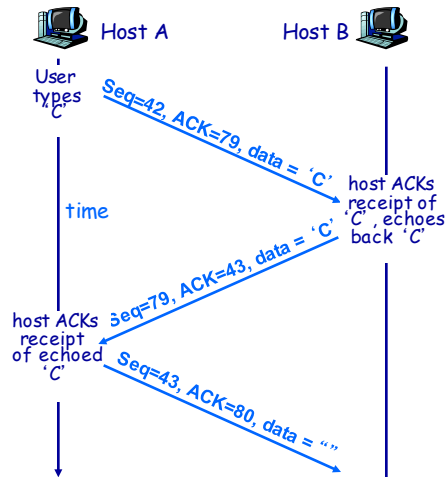 Host A
Host B
User
types
‘C’
Seq=42, ACK=79, data = ‘C’
host ACKs
receipt of
‘C’ , echoes
back ‘C’
time
Seq=79, ACK=43, data = ‘C’
host ACKs
receipt
of echoed
‘C’
Seq=43, ACK=80, data = “ ”